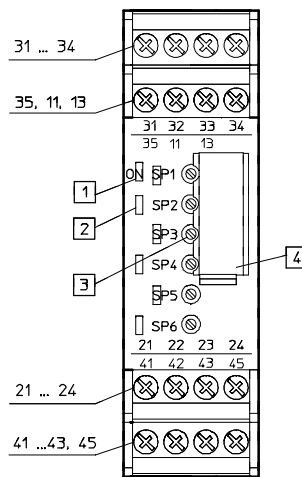 31 ... 34
35, 11, 13
31 32 33 34
35 11 13
ON SP1
1
SP2
2
SP3
3
4
SP4
SP5
SP6
21 22 23 24
41 42 43 45
21 ... 24
41 ...43, 45